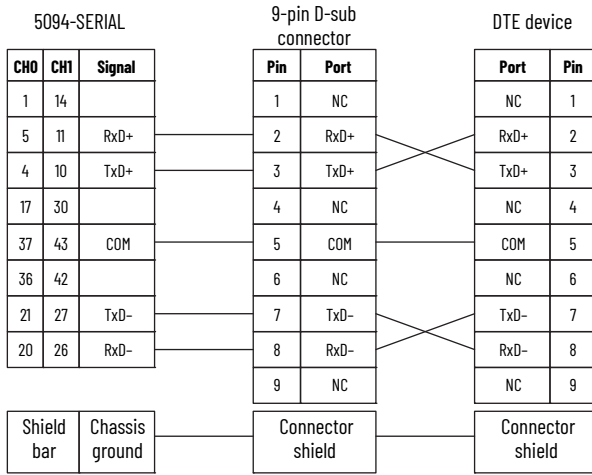 5094-SERIAL
9-pin D-sub
connector
DTE device
CH0 CH1 Signal
Pin Port
Port Pin
1 14
1 NC
NC 1
5 11 RxD+
2 RxD+
RxD+ 2
4 10 TxD+
3 TxD+
TxD+ 3
17 30
4 NC
NC 4
37 43 COM
5 COM
COM 5
36 42
6 NC
NC 6
21 27 TxD–
7 TxD–
TxD– 7
20 26 RxD–
8 RxD–
RxD– 8
9 NC
NC 9
Shield
bar
Chassis
ground
Connector
shield
Connector
shield